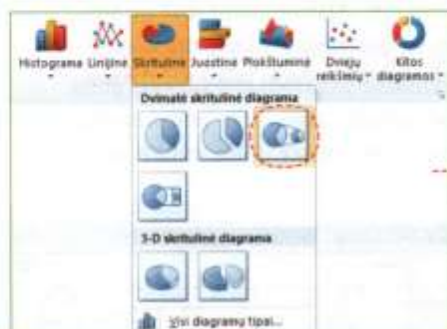 Histograma Linijinė Skritulinė Juostinė Plokštuminė Dviejų reikšmių Kitos diagramos
Dvimatė skritulinė diagrama
3-D skritulinė diagrama
Visi diagramų tipai...